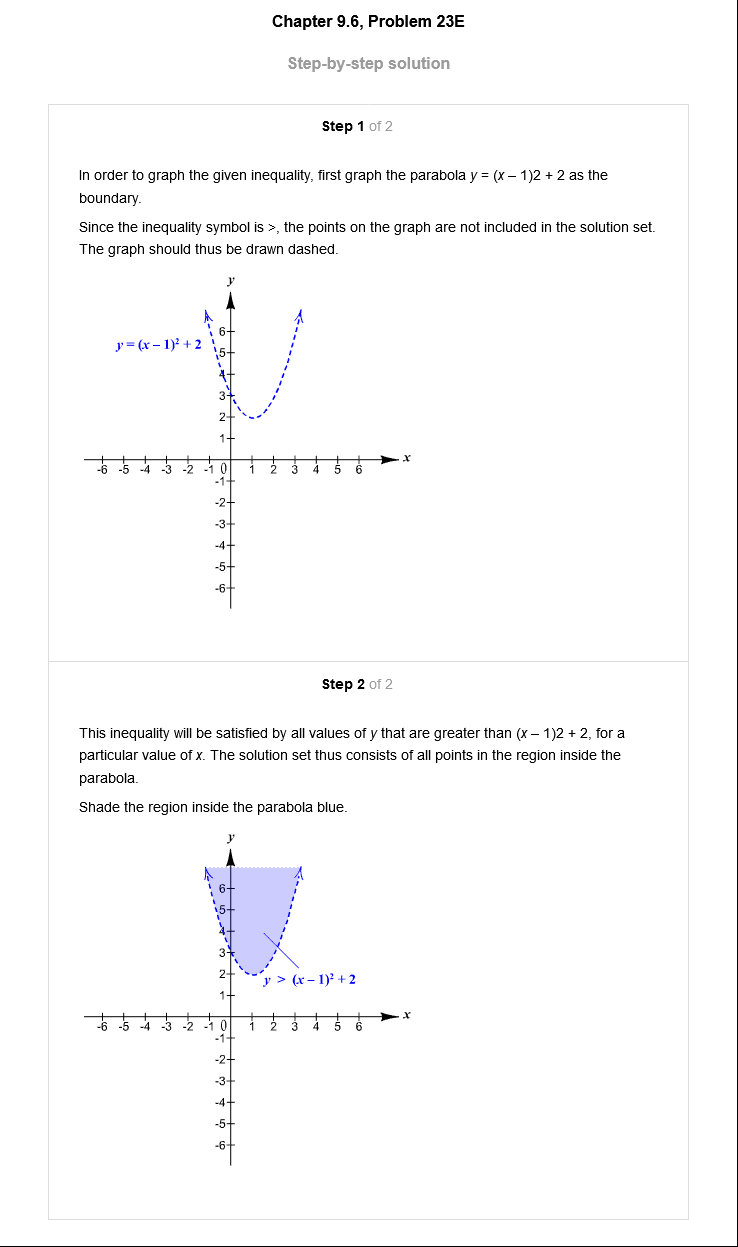 Chapter 9.6, Problem 23E
Step-by-step solution
Step 1 of 2
In order to graph the given inequality, first graph the parabola y = (x – 1)2 + 2 as the
boundary.
Since the inequality symbol is >, the points on the graph are not included in the solution set.
The graph should thus be drawn dashed.
y
6
y = (x – 1)² + 2
5
4
3
2
1
x
-6 -5 -4 -3 -2 -1 0 1 2 3 4 5 6
-1
-2
-3
-4
-5
-6
Step 2 of 2
This inequality will be satisfied by all values of y that are greater than (x – 1)2 + 2, for a
particular value of x. The solution set thus consists of all points in the region inside the
parabola.
Shade the region inside the parabola blue.
y
6
5
4
3
2
y > (x – 1)² + 2
1
x
-6 -5 -4 -3 -2 -1 0 1 2 3 4 5 6
-1
-2
-3
-4
-5
-6